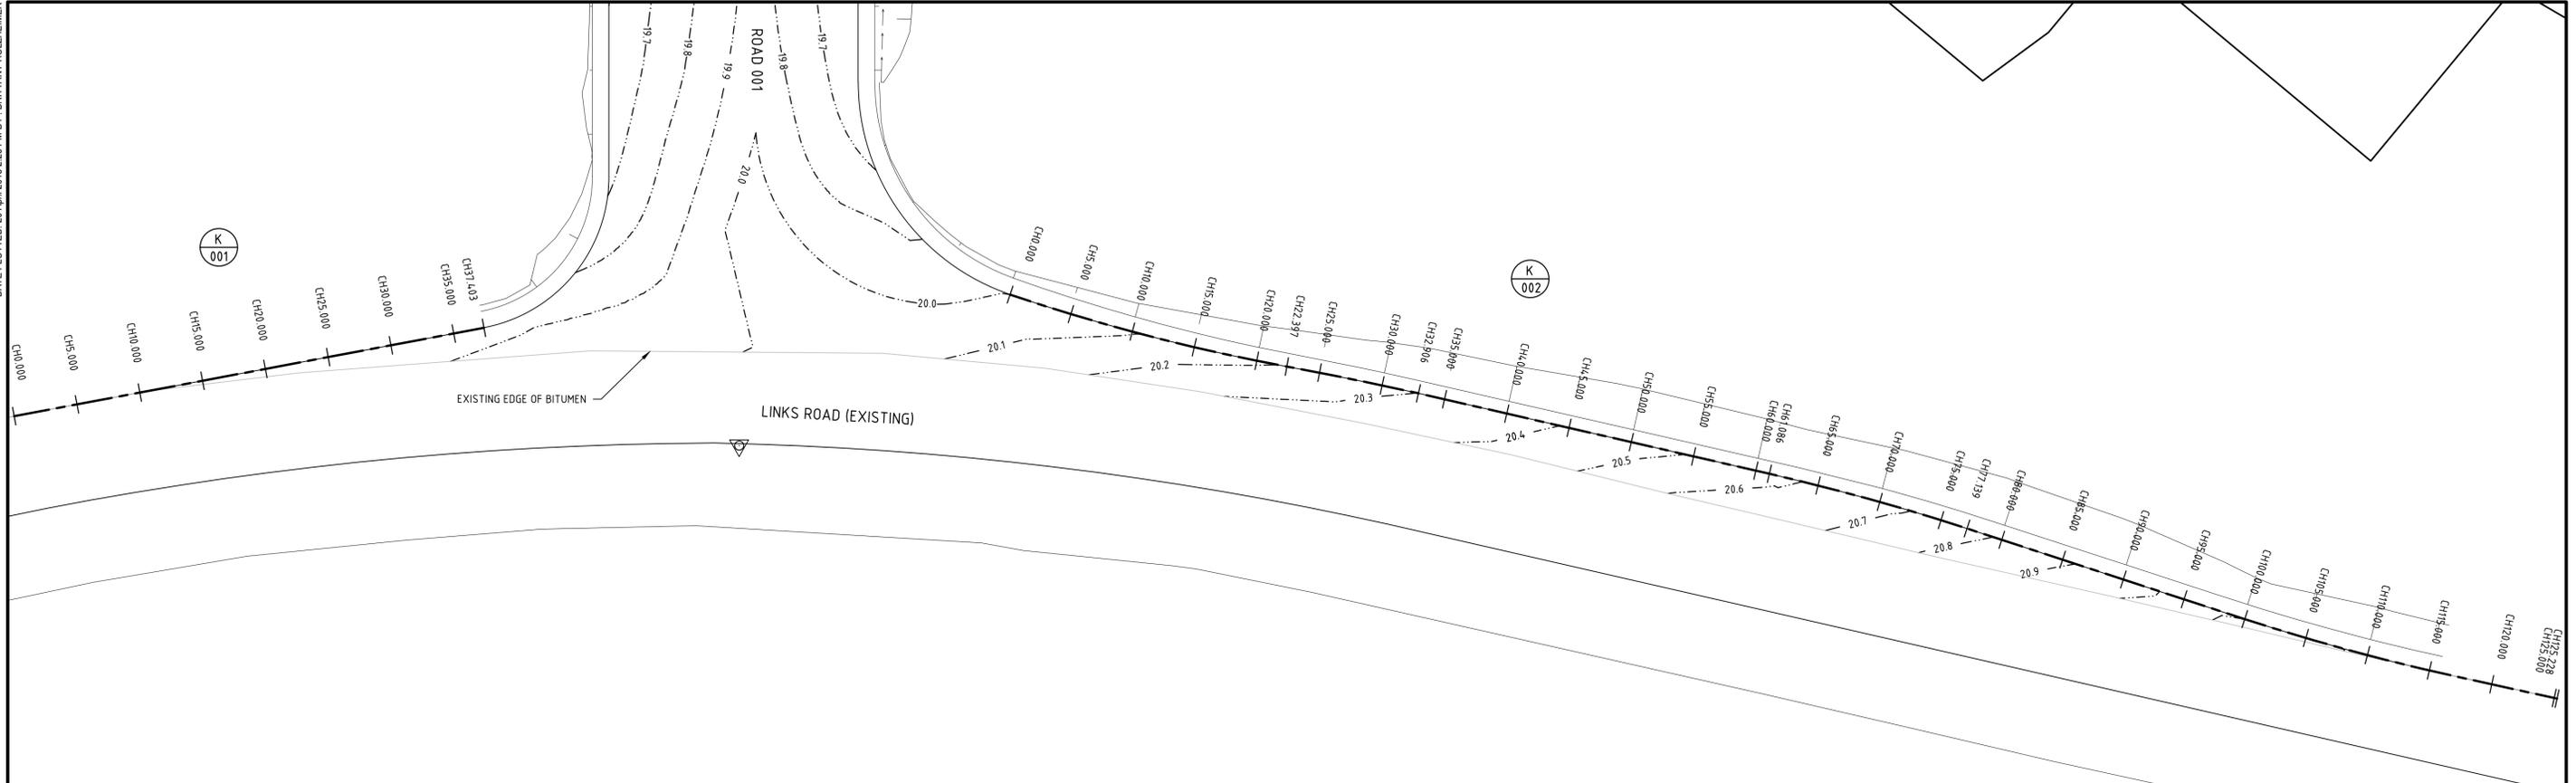 19.7
19.8
19.9
ROAD 001
19.8
19.7
20.0
K
001
K
002
CH0.000
CH5.000
CH10.000
CH15.000
CH20.000
CH25.000
CH30.000
CH35.000
CH37.403
20.0
20.1
20.2
20.3
20.4
20.5
20.6
20.7
20.8
20.9
CH0.000
CH5.000
CH10.000
CH15.000
CH20.000
CH22.397
CH25.000
CH30.000
CH32.906
CH35.000
CH40.000
CH45.000
CH50.000
CH55.000
CH60.000
CH61.086
CH65.000
CH70.000
CH75.000
CH77.139
CH80.000
CH85.000
CH90.000
CH95.000
CH100.000
CH105.000
CH110.000
CH115.000
CH120.000
CH125.000
CH125.228
EXISTING EDGE OF BITUMEN
LINKS ROAD (EXISTING)